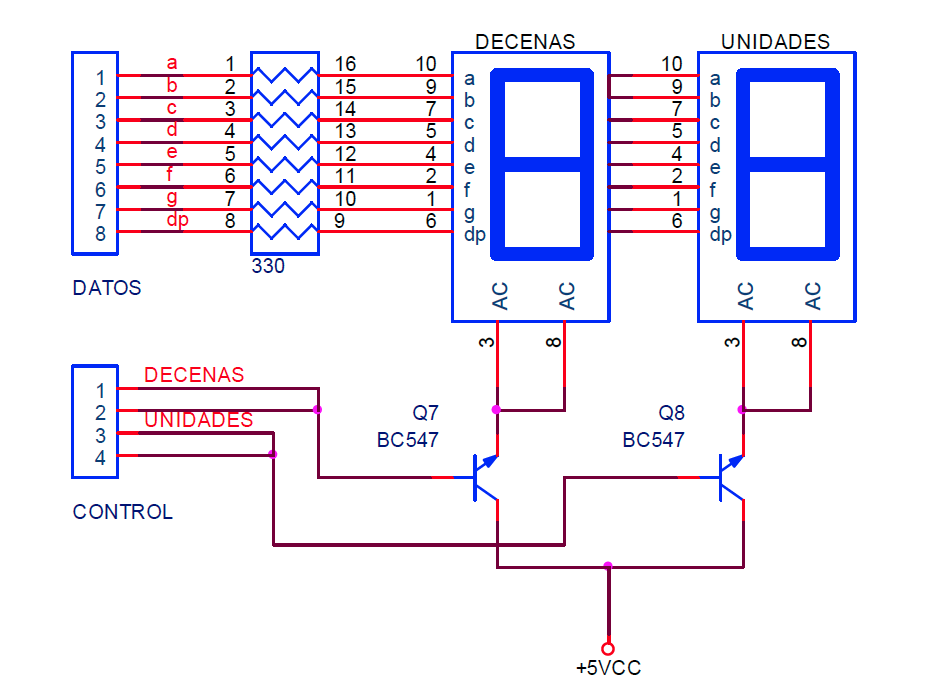 DECENAS UNIDADES
1 a 1 16 10 a 10 a
2 b 2 15 9 b 9 b
3 c 3 14 7 c 7 c
4 d 4 13 5 d 5 d
5 e 5 12 4 e 4 e
6 f 6 11 2 f 2 f
7 g 7 10 1 g 1 g
8 dp 8 9 6 dp 6 dp
330
DATOS
AC AC AC AC
3 8 3 8
DECENAS
1
2
UNIDADES
3
4
CONTROL
Q7
BC547
Q8
BC547
+5VCC